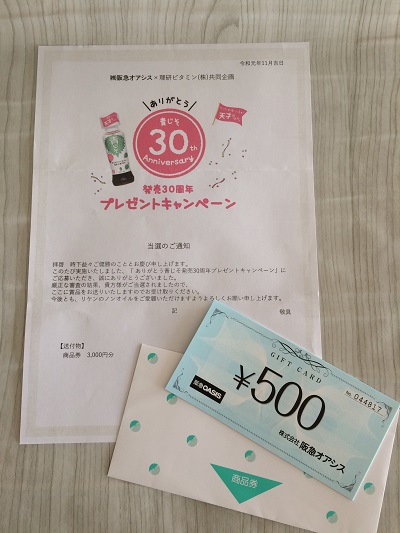 令和元年11月吉日
㈱阪急オアシス×理研ビタミン(株)共同企画
ありがとう
青じそ
30th
Anniversary
発売30周年
プレゼントキャンペーン
当選のご通知
拝啓 時下益々ご健勝のこととお慶び申し上げます。
このたび実施いたしました、「ありがとう青じそ発売30周年プレゼントキャンペーン」に
ご応募いただき、誠にありがとうございました。
厳正な審査の結果、貴方様がご当選されましたので
ここに賞品をお送りいたしますのでお受け取りください。
今後とも、リケンのノンオイルをご愛顧いただけますようよろしくお願い申し上げます。
記
敬具
【送付物】
商品券 3,000円分
GIFT CARD
¥500
阪急OASIS
No. 044817
株式会社 阪急オアシス
商品券